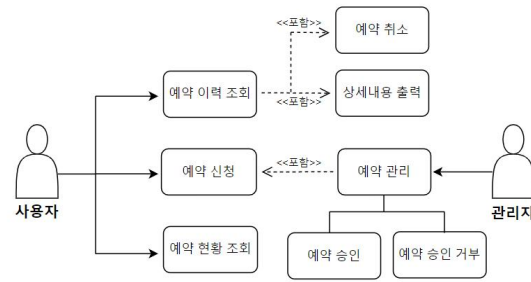 <<포함>>
예약 취소
예약 이력 조회
<<포함>>
상세내용 출력
예약 신청
<<포함>>
예약 관리
사용자
관리자
예약 현황 조회
예약 승인
예약 승인 거부